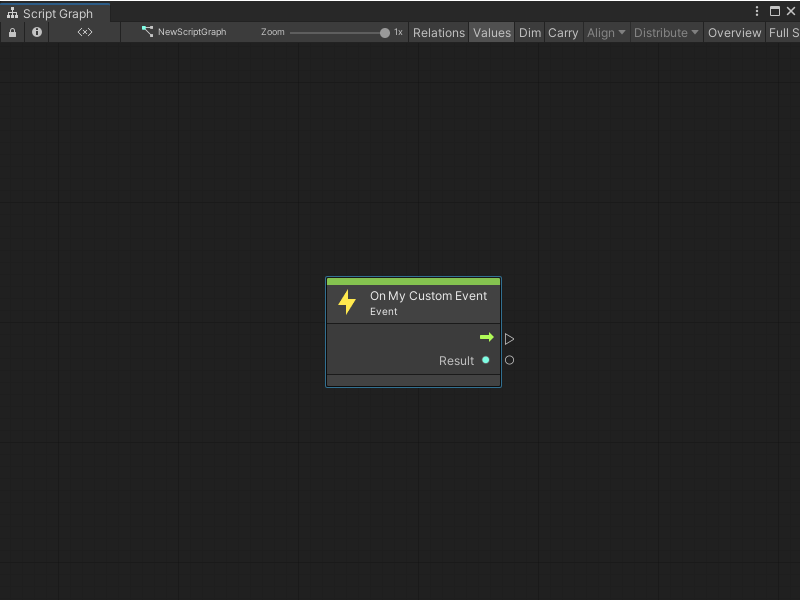 Script Graph
NewScriptGraph Zoom 1x Relations Values Dim Carry Align Distribute Overview Full S
On My Custom Event
Event
Result